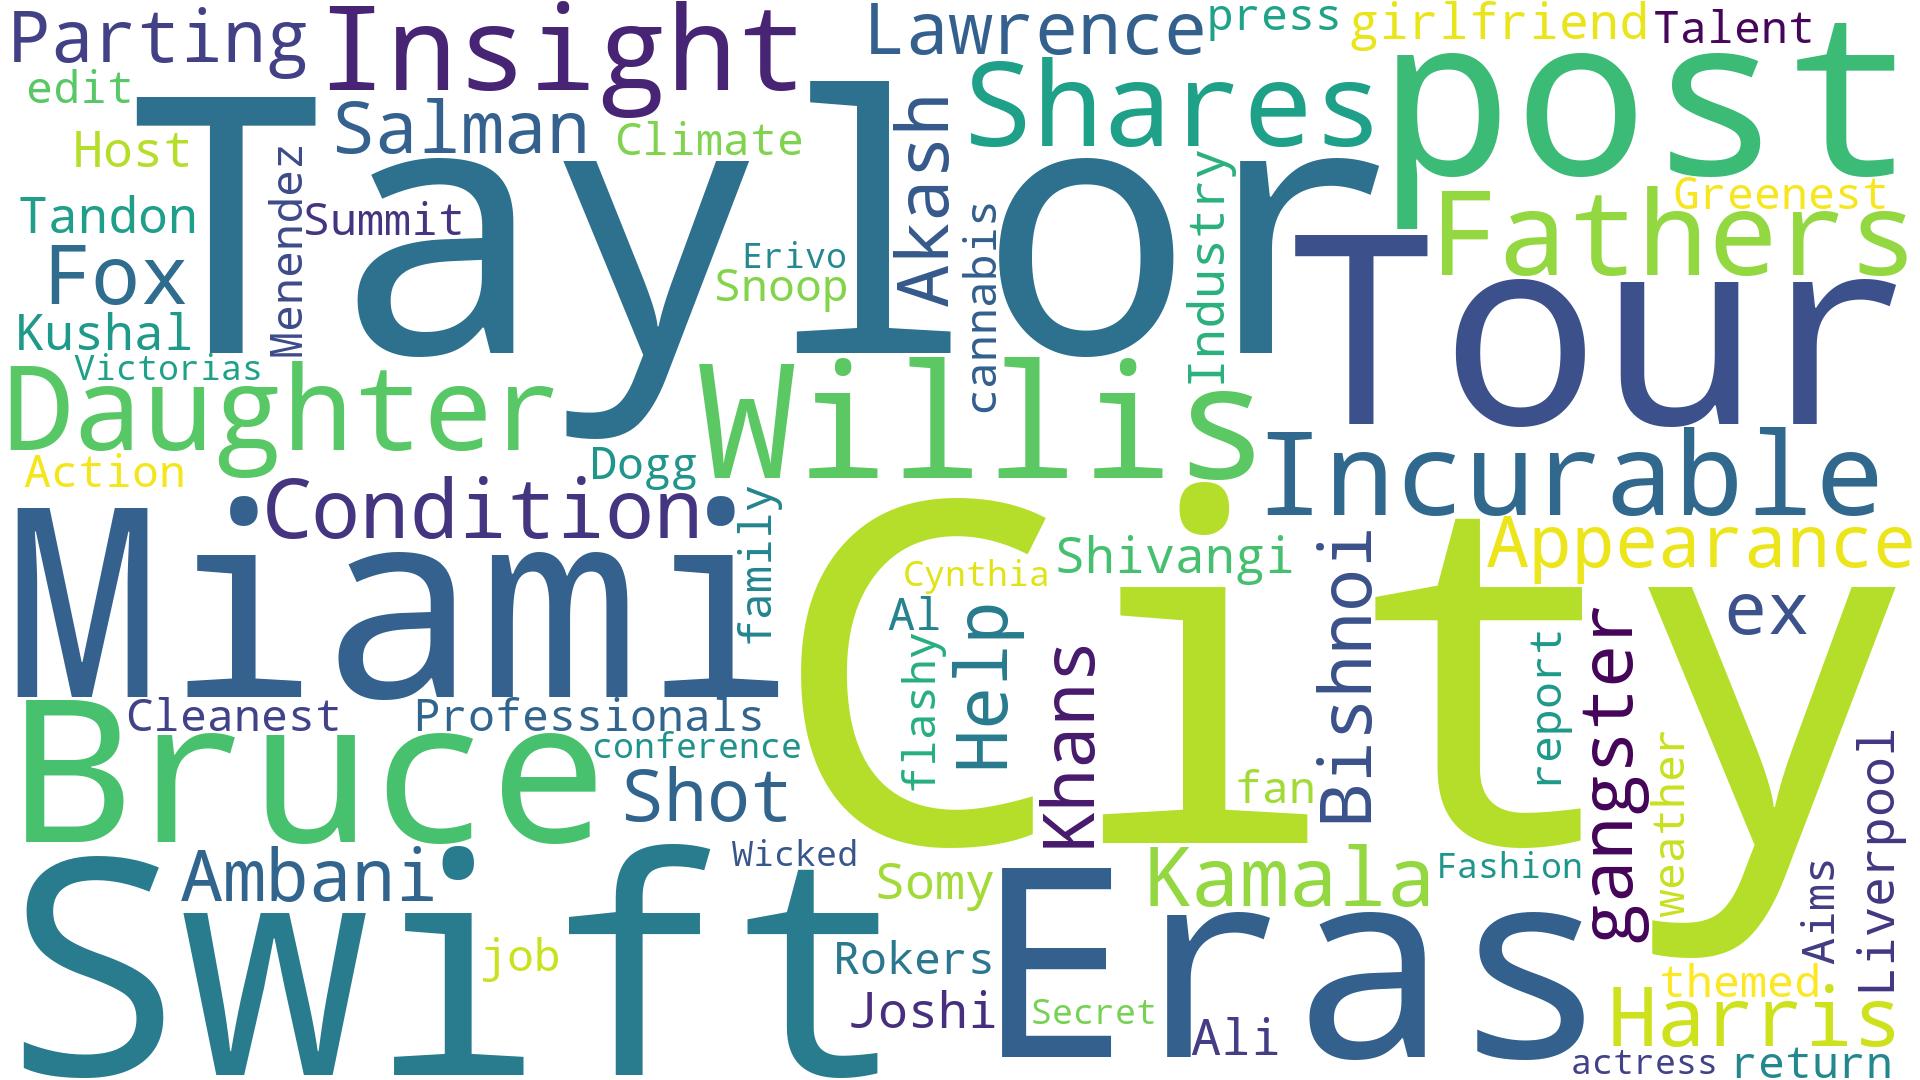 Parting
Insight
Lawrence
press
girlfriend
Talent
edit
Taylor
Salman
Climate
Akash
Shares
post
Host
Menendez
Summit
Tandon
Fox
Erivo
Snoop
cannabis
Industry
Greenest
Fathers
Tour
Kushal
Victorias
Daughter
Willis
Action
Dogg
Incurable
Condition
Miami
family
City
Cynthia
Shivangi
Bishnoi
Appearance
Al
Help
ex
flashy
Khans
report
gangster
Cleanest
Professionals
Bruce
conference
Shot
fan
weather
Liverpool
Ambani
Wicked
Somy
Kamala
Fashion
Aims
Swift
job
Rokers
Eras
Joshi
Secret
Ali
themed
Harris
actress
return